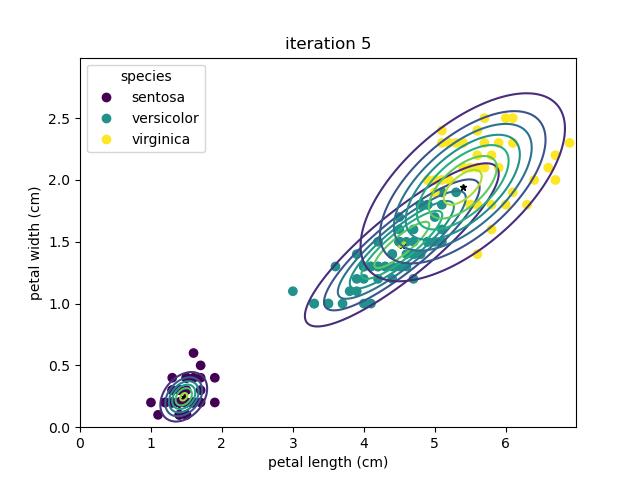 iteration 5
species
sentosa
versicolor
virginica
2.5
2.0
1.5
1.0
0.5
0.0
0 1 2 3 4 5 6
petal width (cm)
petal length (cm)